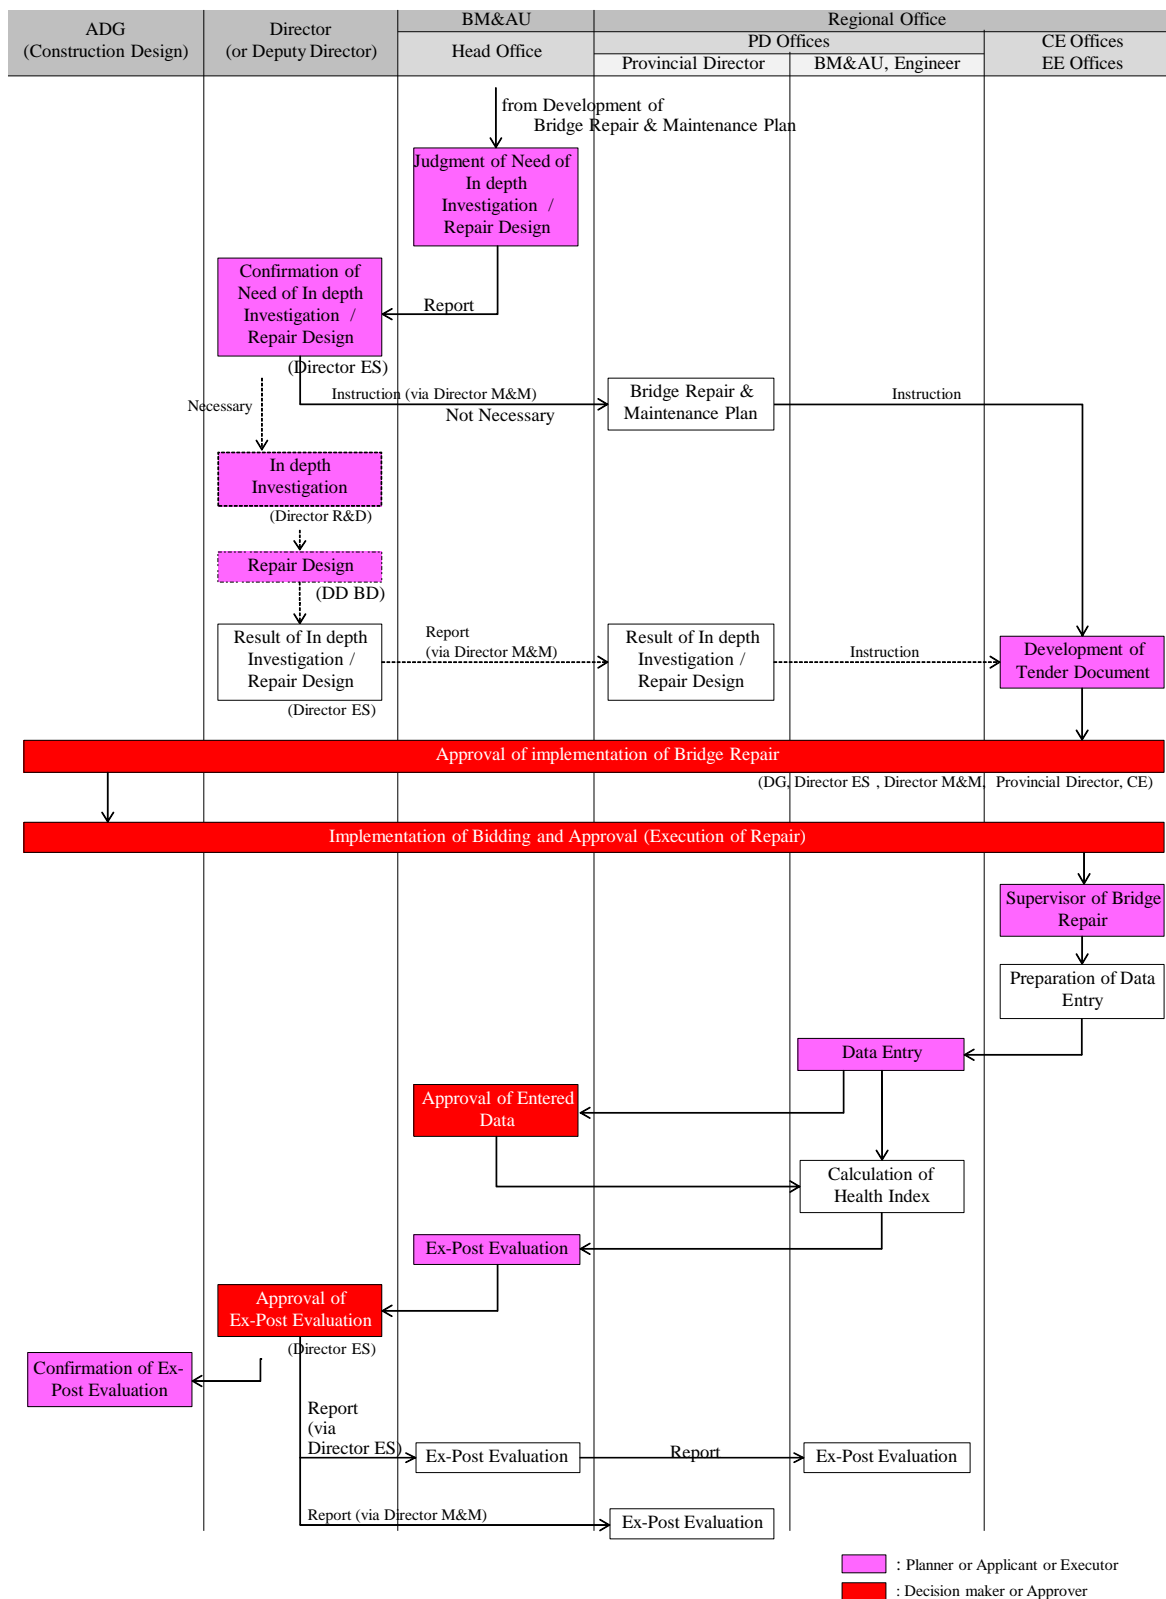 ADG
(Construction Design)
Director
(or Deputy Director)
BM&AU
Head Office
Regional Office
PD Offices
Provincial Director
BM&AU, Engineer
CE Offices
EE Offices
from Development of
Bridge Repair & Maintenance Plan
Judgment of Need of
In depth
Investigation /
Repair Design
Confirmation of
Need of In depth
Investigation /
Repair Design
(Director ES)
Report
Necessary
Instruction (via Director M&M)
Not Necessary
Bridge Repair &
Maintenance Plan
Instruction
In depth
Investigation
(Director R&D)
Repair Design
(DD BD)
Result of In depth
Investigation /
Repair Design
(Director ES)
Report
(via Director M&M)
Result of In depth
Investigation /
Repair Design
Instruction
Development of
Tender Document
Approval of implementation of Bridge Repair
(DG, Director ES , Director M&M, Provincial Director, CE)
Implementation of Bidding and Approval (Execution of Repair)
Supervisor of Bridge
Repair
Preparation of Data
Entry
Data Entry
Approval of Entered
Data
Calculation of
Health Index
Ex-Post Evaluation
Approval of
Ex-Post Evaluation
(Director ES)
Confirmation of Ex-
Post Evaluation
Report
(via
Director ES)
Ex-Post Evaluation
Report
Ex-Post Evaluation
Report (via Director M&M)
Ex-Post Evaluation
: Planner or Applicant or Executor
: Decision maker or Approver